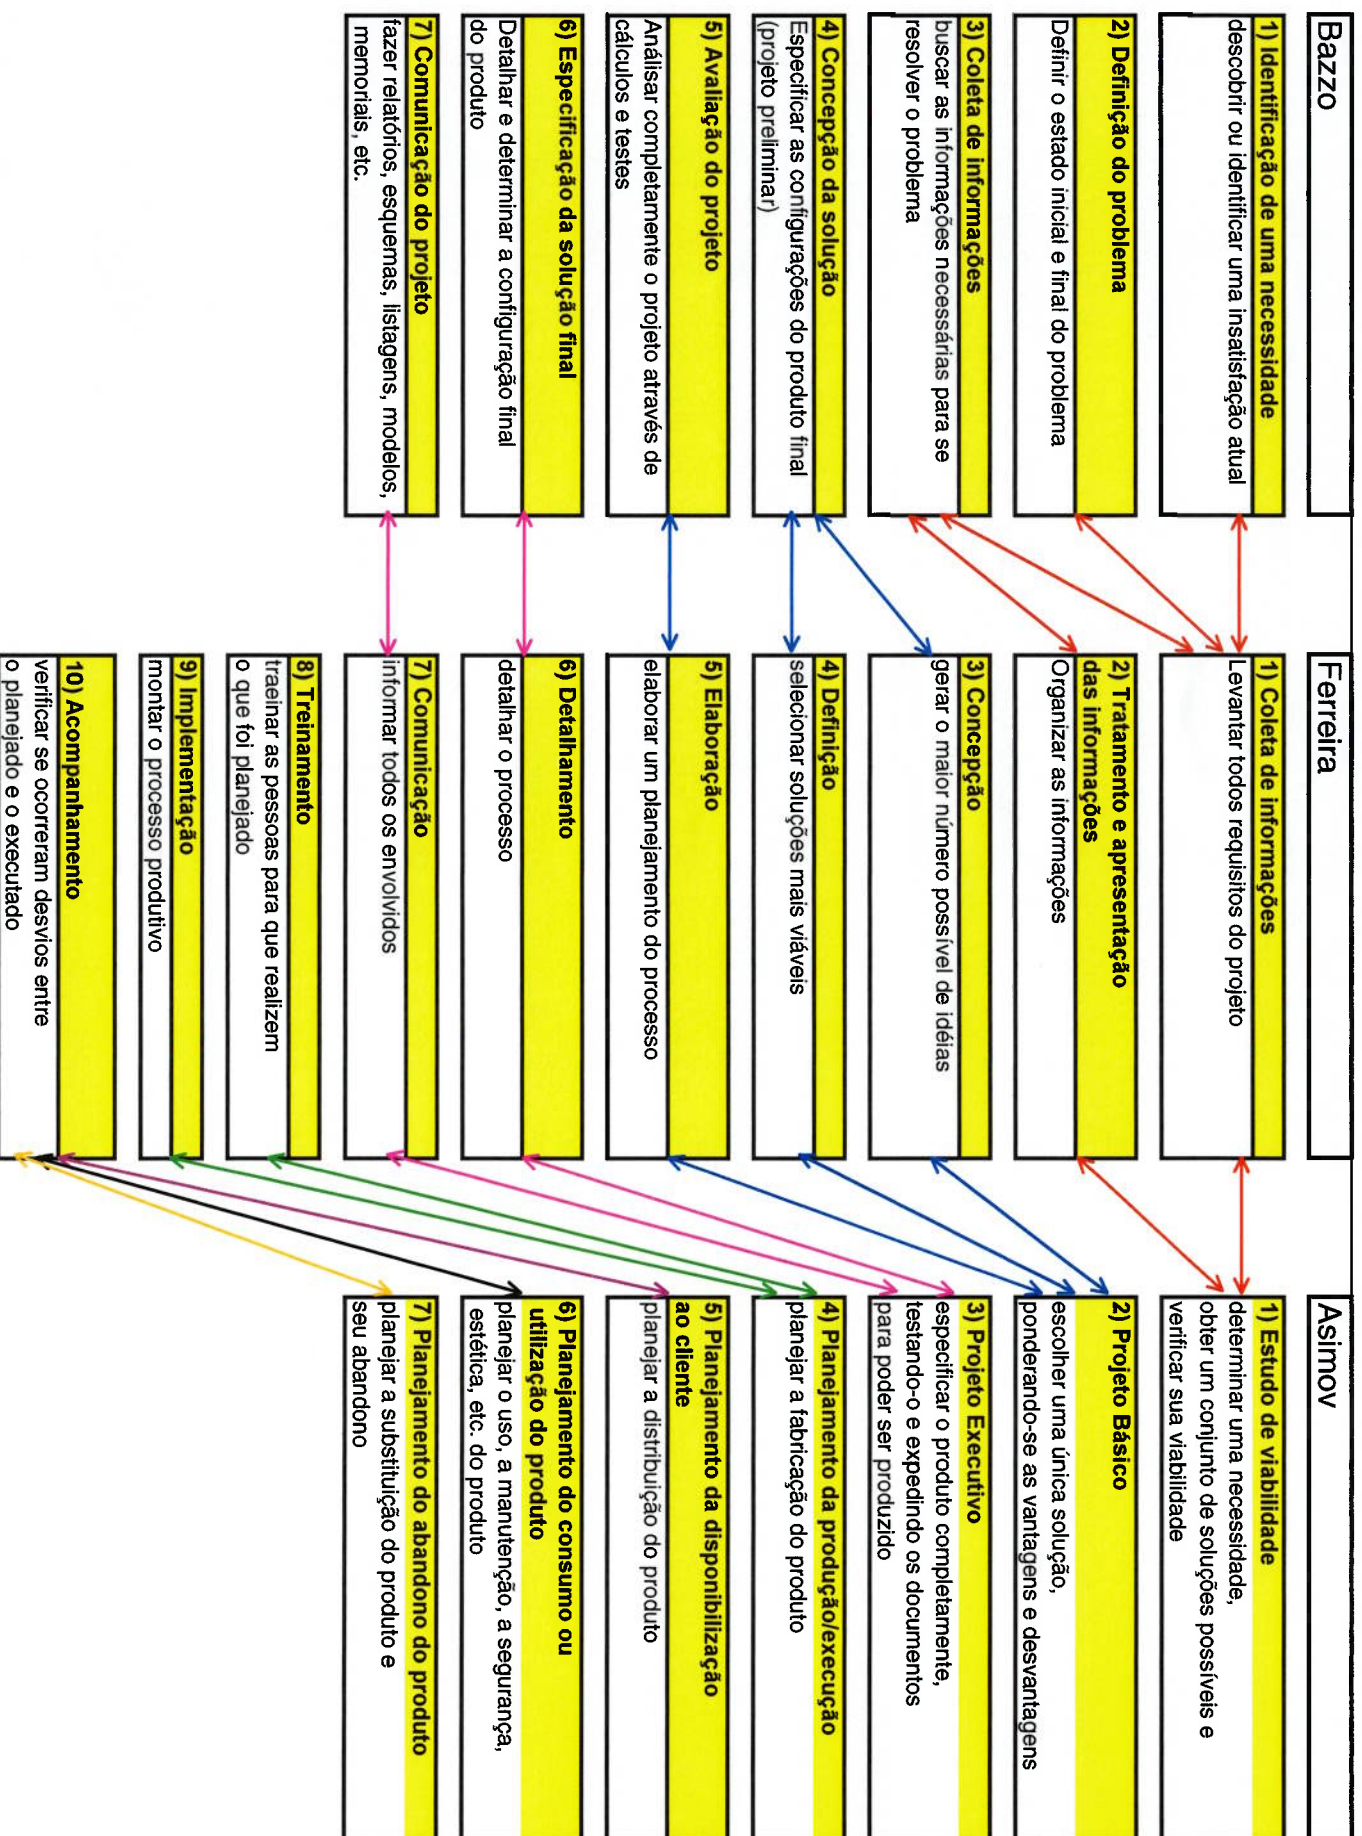 Bazzo
1) Identificação de uma necessidade
descobrir ou identificar uma insatisfação atual
2) Definição do problema
Definir o estado inicial e final do problema
3) Coleta de informações
buscar as informações necessárias para se
resolver o problema
4) Concepção da solução
Especificar as configurações do produto final
(projeto preliminar)
5) Avaliação do projeto
Análisar completamente o projeto através de
cálculos e testes
6) Especificação da solução final
Detalhar e determinar a configuração final
do produto
7) Comunicação do projeto
fazer relatórios, esquemas, listagens, modelos,
memoriais, etc.
Ferreira
1) Coleta de informações
Levantar todos requisitos do projeto
2) Tratamento e apresentação
das informações
Organizar as informações
3) Concepção
gerar o maior número possível de idéias
4) Definição
selecionar soluções mais viáveis
5) Elaboração
elaborar um planejamento do processo
6) Detalhamento
detalhar o processo
7) Comunicação
informar todos os envolvidos
8) Treinamento
traeinar as pessoas para que realizem
o que foi planejado
9) Implementação
montar o processo produtivo
10) Acompanhamento
verificar se ocorreram desvios entre
o planejado e o executado
Asimov
1) Estudo de viabilidade
determinar uma necessidade,
obter um conjunto de soluções possíveis e
verificar sua viabilidade
2) Projeto Básico
escolher uma única solução,
ponderando-se as vantagens e desvantagens
3) Projeto Executivo
especificar o produto completamente,
testando-o e expedindo os documentos
para poder ser produzido
4) Planejamento da produção/execução
planejar a fabricação do produto
5) Planejamento da disponibilização
ao cliente
planejar a distribuição do produto
6) Planejamento do consumo ou
utilização do produto
planejar o uso, a manutenção, a segurança,
estética, etc. do produto
7) Planejamento do abandono do produto
planejar a substituição do produto e
seu abandono